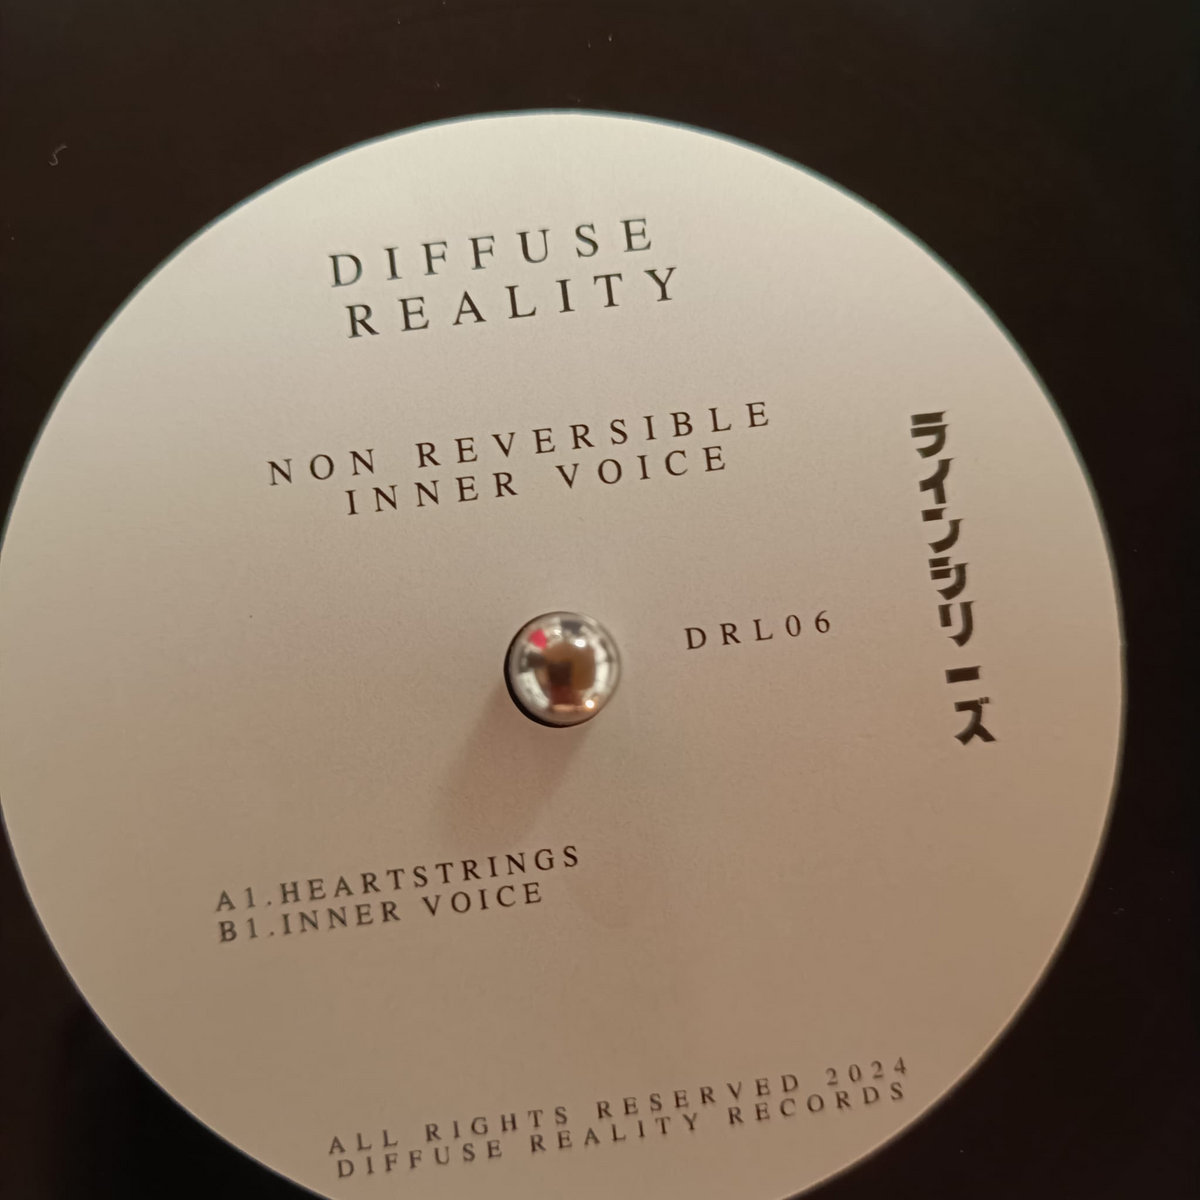 DIFFUSE
REALITY
NON REVERSIBLE
INNER VOICE
DRL06
ラインツリーズ
A1.HEARTSTRINGS
B1.INNER VOICE
ALL RIGHTS RESERVED 2024
DIFFUSE REALITY RECORDS